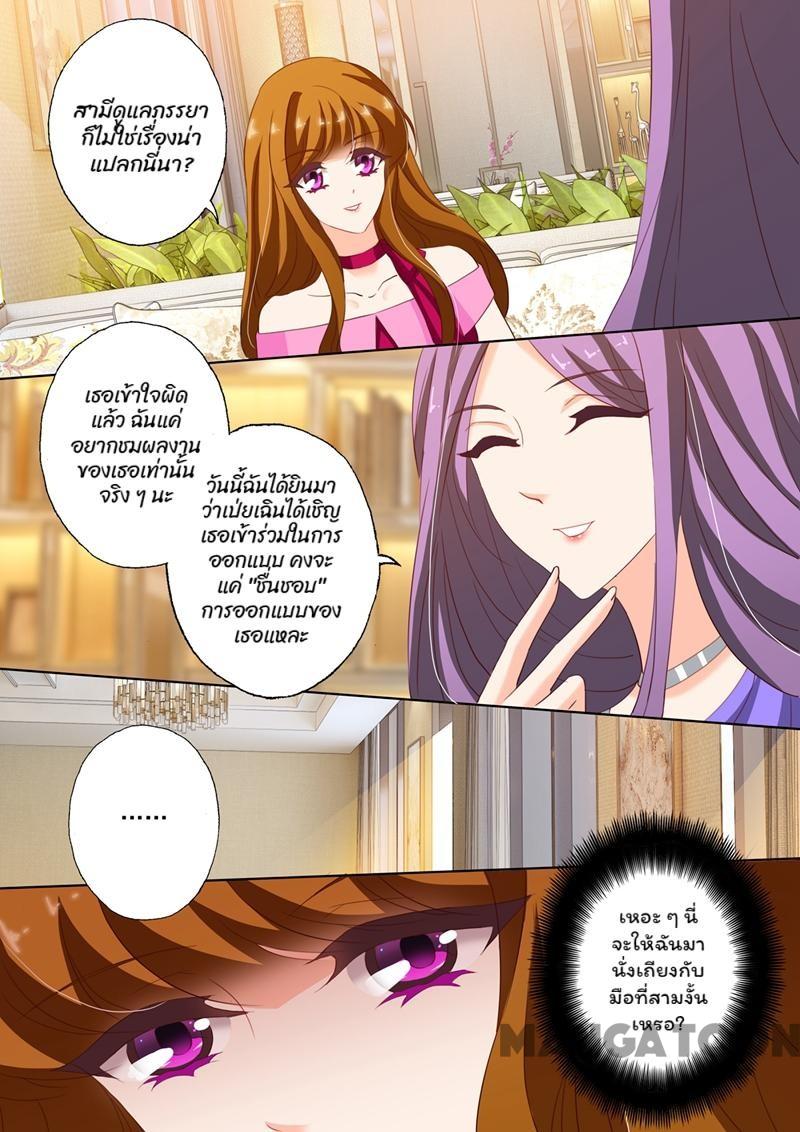 สามีดูแลภรรยา
ก็ไม่ใช่เรื่องน่า
แปลกนี่นา?
เธอเข้าใจผิด
แล้ว ฉันแค่
อยากชมผลงาน
ของเธอเท่านั้น
จริง ๆ นะ
วันนี้ฉันได้ยินมา
ว่าเป่ยเฉินได้เชิญ
เธอเข้าร่วมในการ
ออกแบบ คงจะ
แค่ "ชื่นชอบ"
การออกแบบของ
เธอแหละ
......
เหอะ ๆ นี่
จะให้ฉันมา
นั่งเถียงกับ
มือที่สามงั้น
เหรอ?
MANGATOON